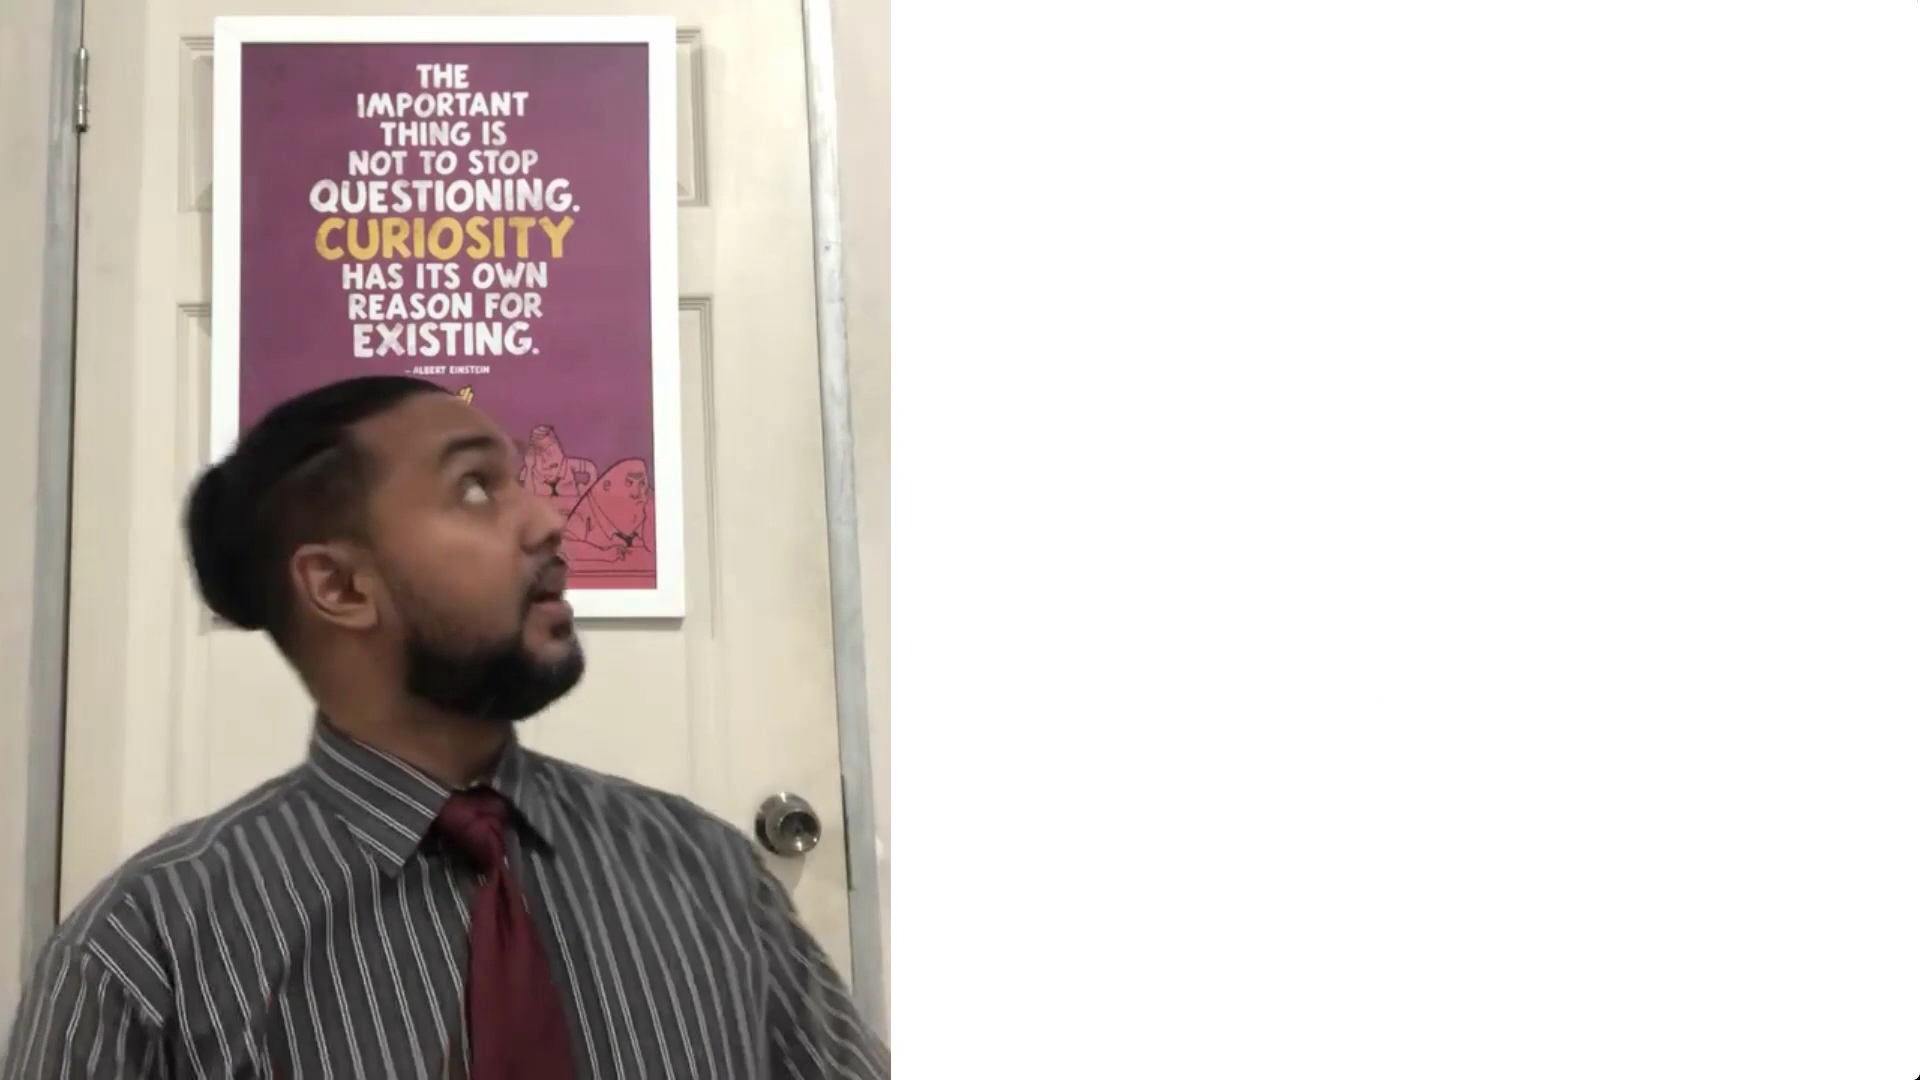 THE
IMPORTANT
THING IS
NOT TO STOP
QUESTIONING.
CURIOSITY
HAS ITS OWN
REASON FOR
EXISTING.
- ALBERT EINSTEIN